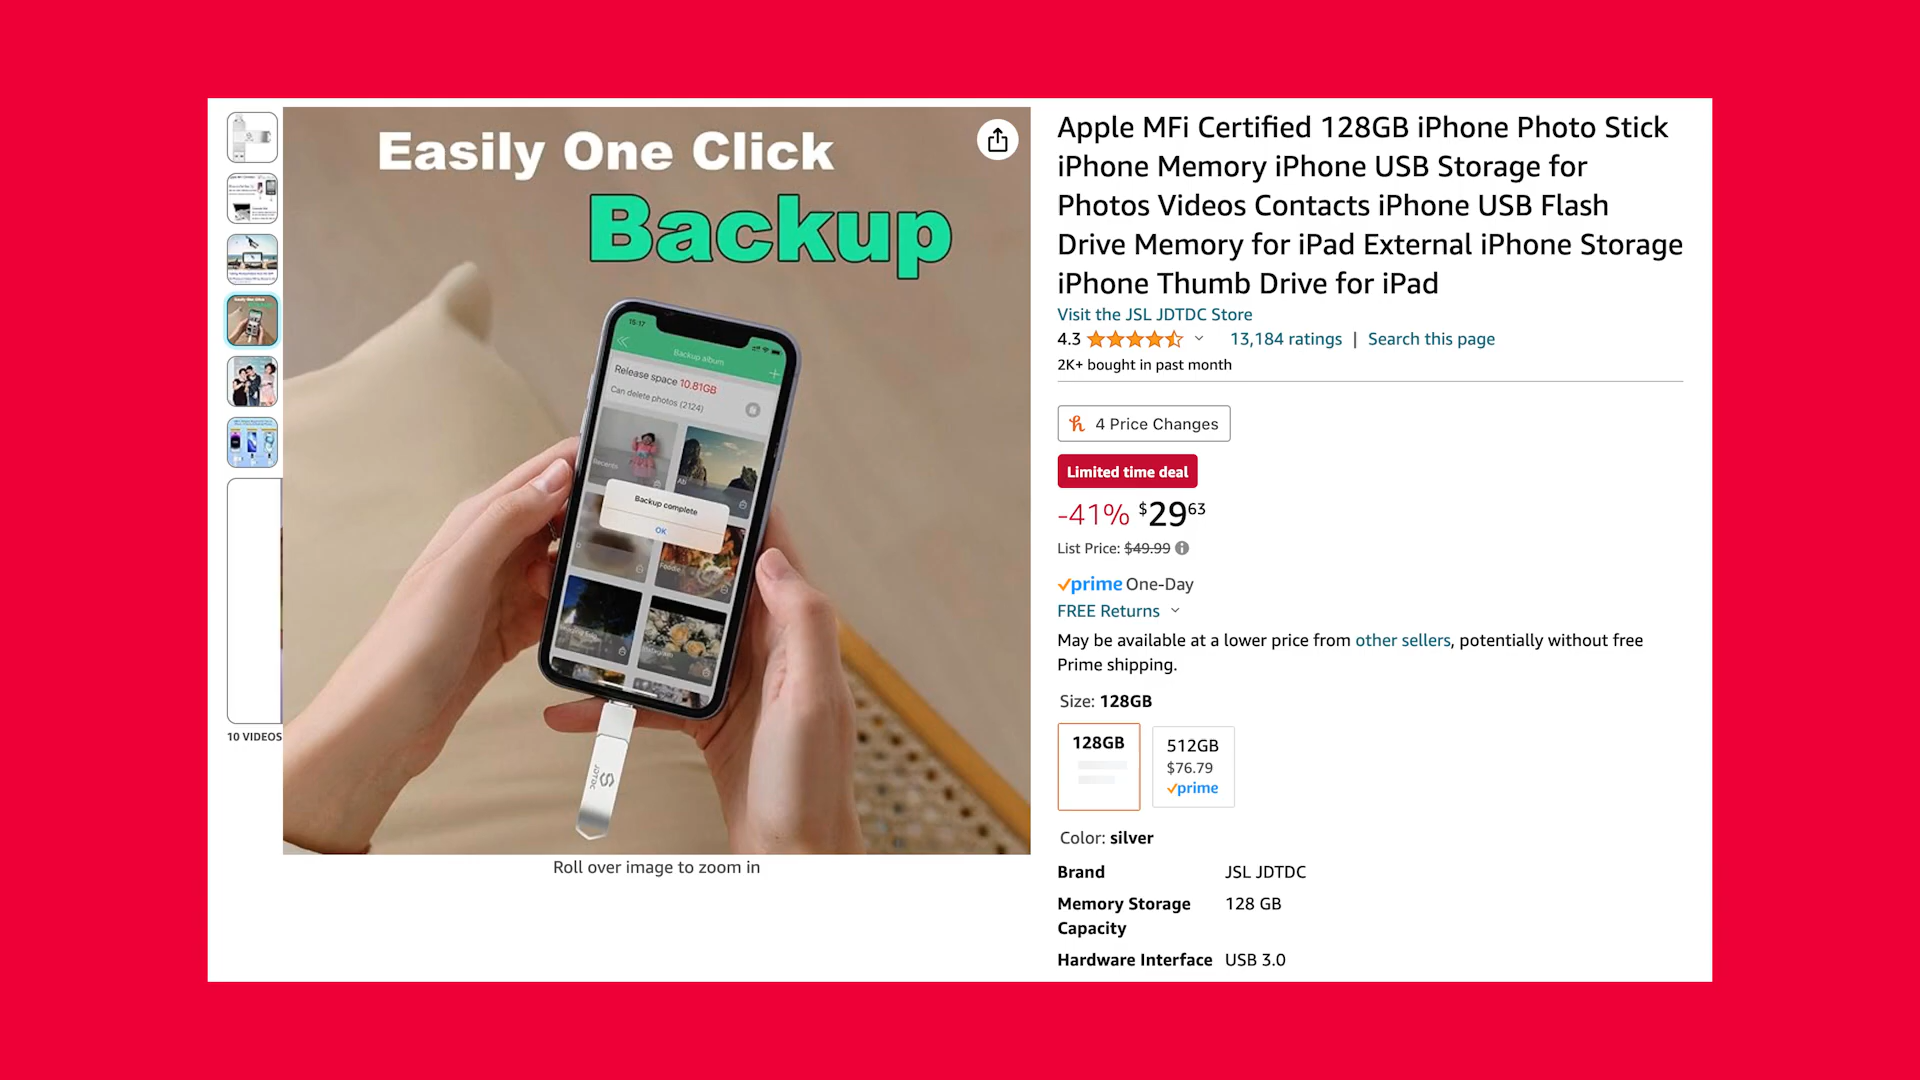 Easily One Click
Backup
15:17
Backup album
Release space 10.81GB
Can delete photos (2124)
Recents
All
Backup complete
OK
Foodie
Instagram
JDTDC
10 VIDEOS
Roll over image to zoom in
Apple MFi Certified 128GB iPhone Photo Stick
iPhone Memory iPhone USB Storage for
Photos Videos Contacts iPhone USB Flash
Drive Memory for iPad External iPhone Storage
iPhone Thumb Drive for iPad
Visit the JSL JDTDC Store
4.3 13,184 ratings | Search this page
2K+ bought in past month
h 4 Price Changes
Limited time deal
-41% $29 63
List Price: $49.99
prime One-Day
FREE Returns
May be available at a lower price from other sellers, potentially without free
Prime shipping.
Size: 128GB
128GB
512GB
$76.79
prime
Color: silver
Brand JSL JDTDC
Memory Storage 128 GB
Capacity
Hardware Interface USB 3.0